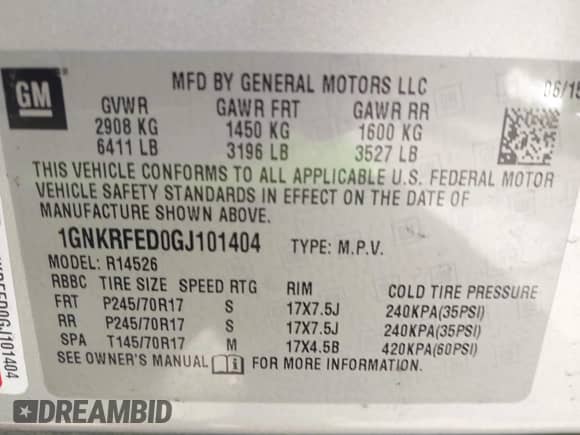 GM
MFD BY GENERAL MOTORS LLC
06/15
GVWR GAWR FRT GAWR RR
2908 KG 1450 KG 1600 KG
6411 LB 3196 LB 3527 LB
THIS VEHICLE CONFORMS TO ALL APPLICABLE U.S. FEDERAL MOTOR
VEHICLE SAFETY STANDARDS IN EFFECT ON THE DATE OF
MANUFACTURE SHOWN ABOVE.
1GNKRFED0GJ101404 TYPE: M.P.V.
MODEL: R14526
RBBC TIRE SIZE SPEED RTG RIM COLD TIRE PRESSURE
FRT P245/70R17 S 17X7.5J 240KPA(35PSI)
RR P245/70R17 S 17X7.5J 240KPA(35PSI)
SPA T145/70R17 M 17X4.5B 420KPA(60PSI)
SEE OWNER'S MANUAL FOR MORE INFORMATION.
DREAMBID